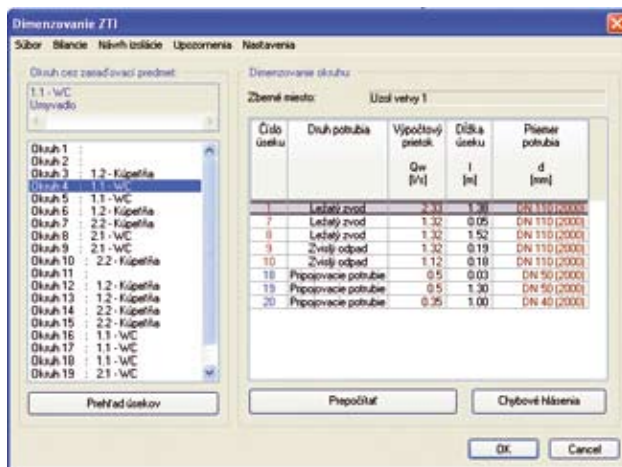 Dimenzovanie ZTI
Súbor Bilancie Návrh izolácie Upozornenia Nastavenia
Okruh cez zariaďovací predmet
1.1 - WC
Umyvadlo
Okruh 1 :
Okruh 2 :
Okruh 3 : 1.2 - Kúpeľňa
Okruh 4 : 1.1 - WC
Okruh 5 : 1.1 - WC
Okruh 6 : 1.2 - Kúpeľňa
Okruh 7 : 2.2 - Kúpeľňa
Okruh 8 : 2.1 - WC
Okruh 9 : 2.1 - WC
Okruh 10 : 2.2 - Kúpeľňa
Okruh 11 :
Okruh 12 : 1.2 - Kúpeľňa
Okruh 13 : 1.2 - Kúpeľňa
Okruh 14 : 2.2 - Kúpeľňa
Okruh 15 : 2.2 - Kúpeľňa
Okruh 16 : 1.1 - WC
Okruh 17 : 1.1 - WC
Okruh 18 : 1.1 - WC
Okruh 19 : 2.1 - WC
Prehľad úsekov
Dimenzovanie okruhu
Zberné miesto: Uzol vetvy 1
Číslo úseku Druh potrubia Výpočtový prietok Qw [l/s] Dĺžka úseku l [m] Priemer potrubia d [mm]
1 Ležatý zvod 2.33 1.38 DN 110 (2000)
7 Ležatý zvod 1.32 0.05 DN 110 (2000)
8 Ležatý zvod 1.32 1.52 DN 110 (2000)
9 Zvislý odpad 1.32 0.19 DN 110 (2000)
10 Zvislý odpad 1.12 0.18 DN 110 (2000)
18 Pripojovacie potrubie 0.5 0.03 DN 50 (2000)
19 Pripojovacie potrubie 0.5 1.30 DN 50 (2000)
20 Pripojovacie potrubie 0.35 1.00 DN 40 (2000)
Prepočítať Chybové hlásenia
OK Cancel